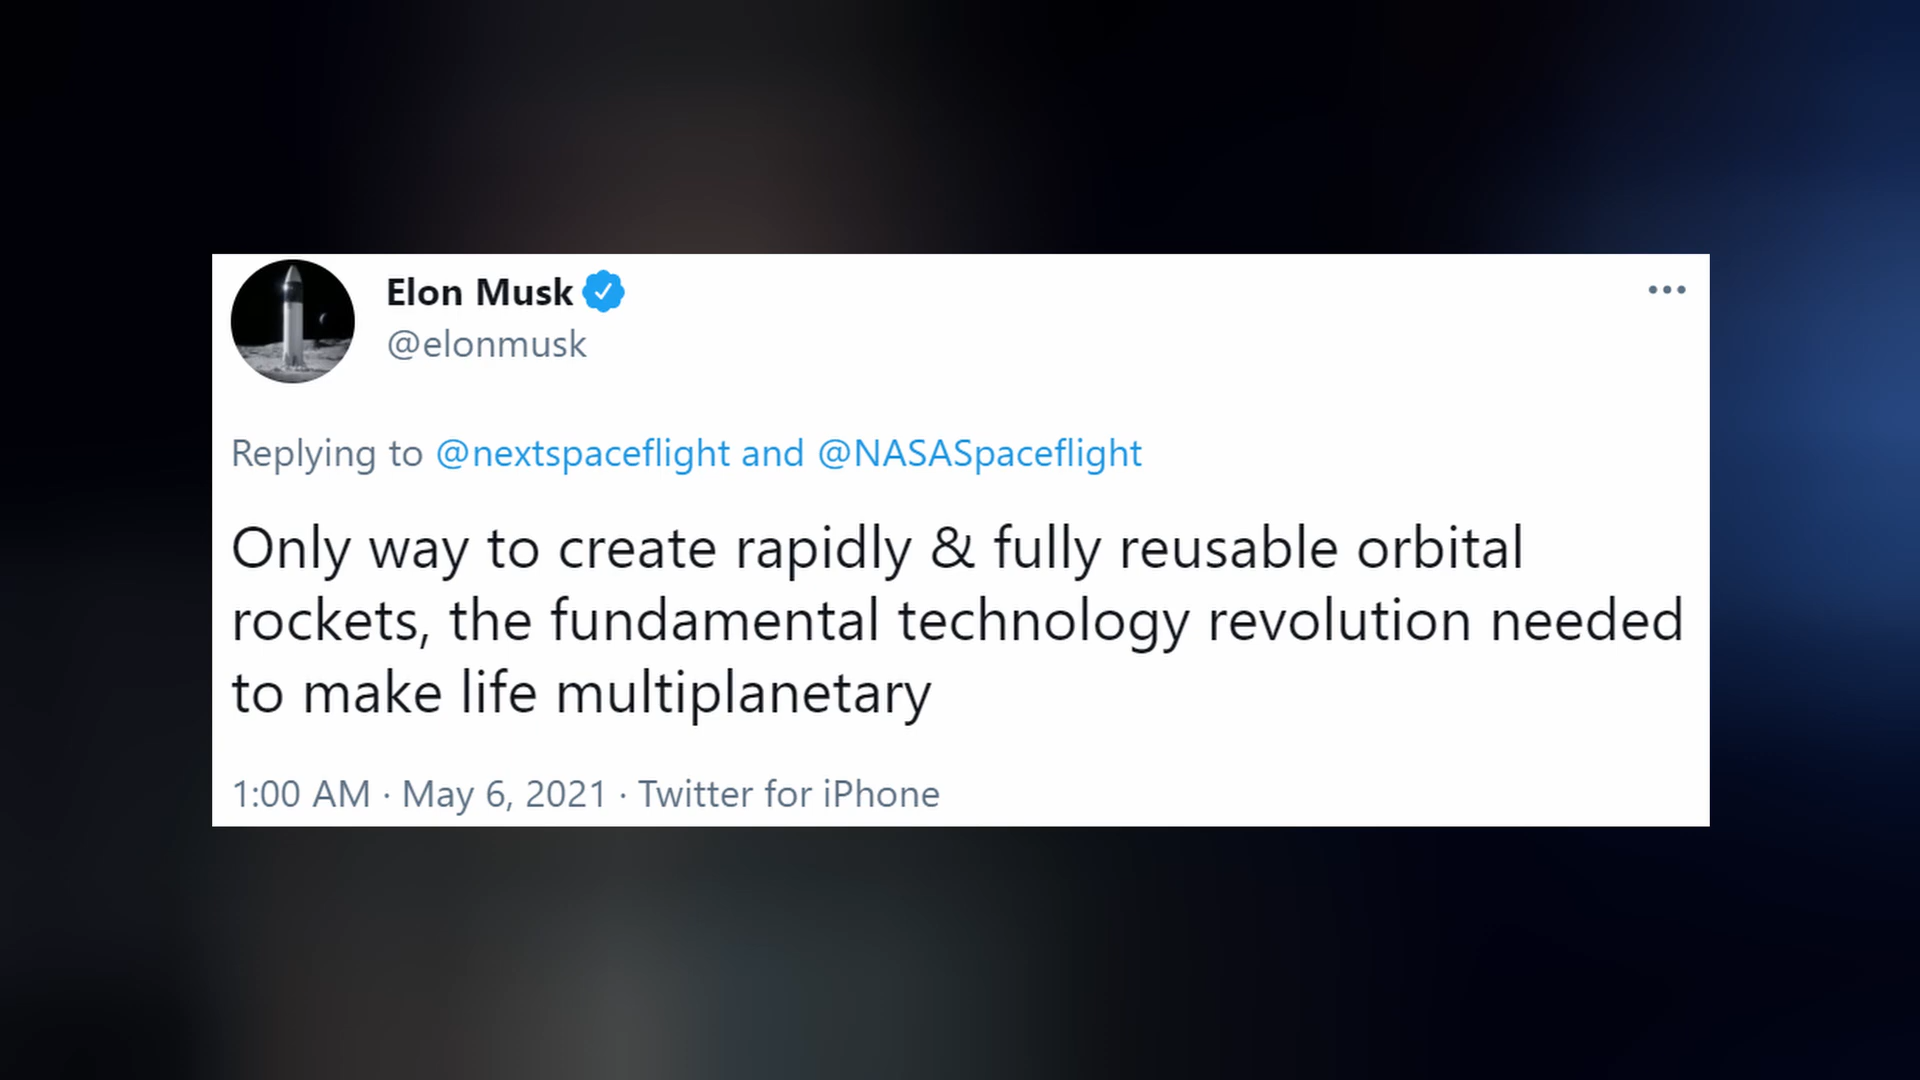 Elon Musk
@elonmusk
Replying to @nextspaceflight and @NASASpaceflight
Only way to create rapidly & fully reusable orbital
rockets, the fundamental technology revolution needed
to make life multiplanetary
1:00 AM · May 6, 2021 · Twitter for iPhone